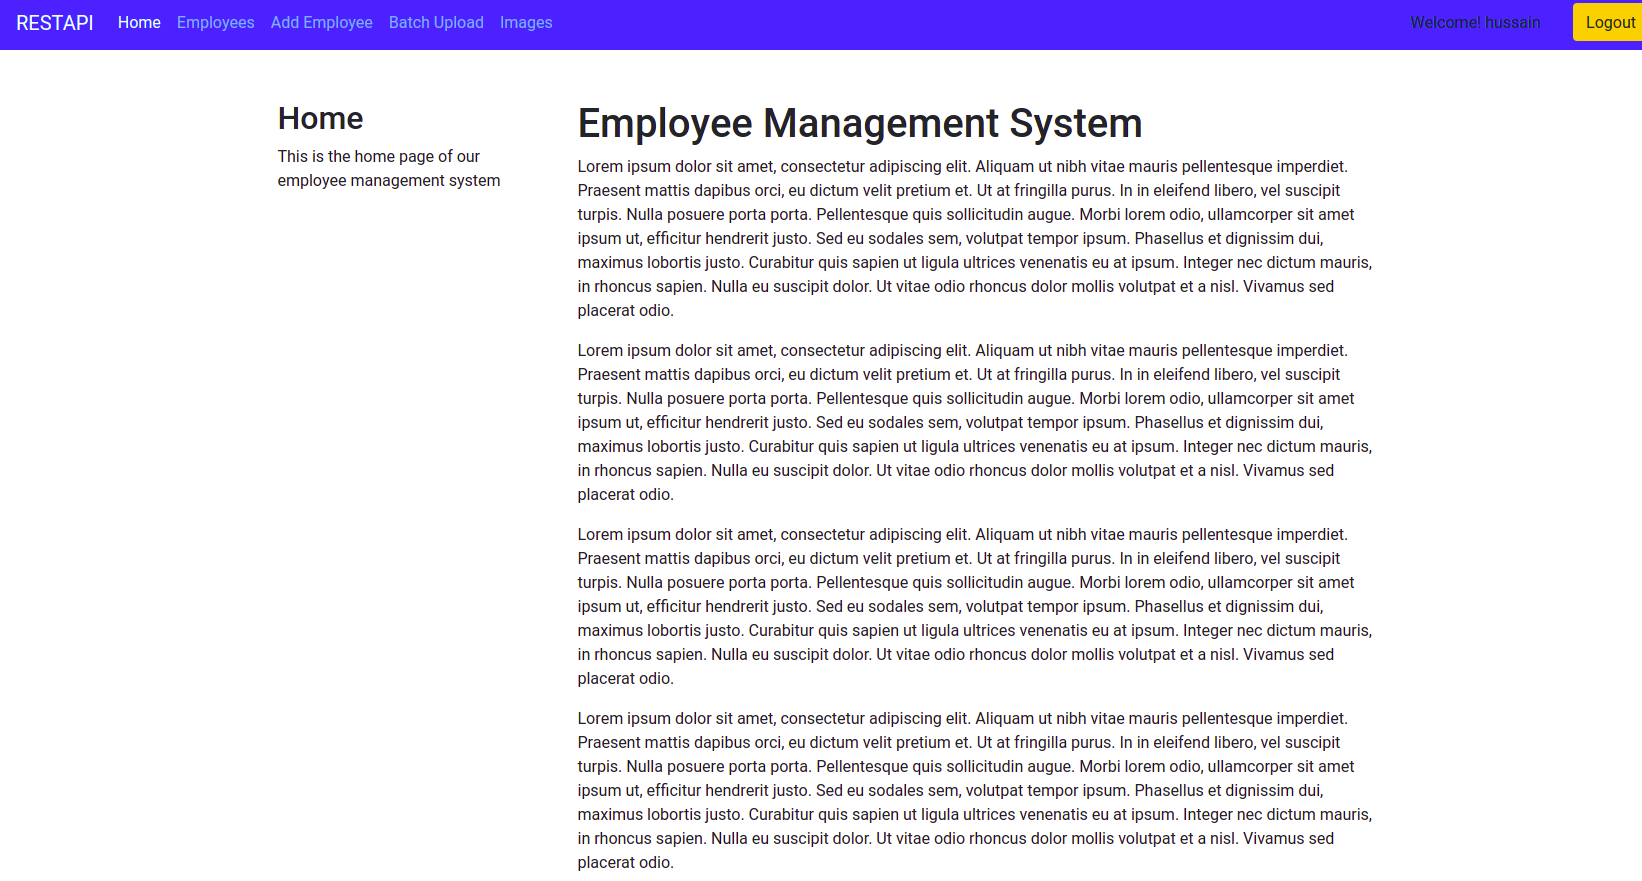 RESTAPI Home Employees Add Employee Batch Upload Images Welcome! hussain Logout
Home
This is the home page of our
employee management system
Employee Management System
Lorem ipsum dolor sit amet, consectetur adipiscing elit. Aliquam ut nibh vitae mauris pellentesque imperdiet.
Praesent mattis dapibus orci, eu dictum velit pretium et. Ut at fringilla purus. In in eleifend libero, vel suscipit
turpis. Nulla posuere porta porta. Pellentesque quis sollicitudin augue. Morbi lorem odio, ullamcorper sit amet
ipsum ut, efficitur hendrerit justo. Sed eu sodales sem, volutpat tempor ipsum. Phasellus et dignissim dui,
maximus lobortis justo. Curabitur quis sapien ut ligula ultrices venenatis eu at ipsum. Integer nec dictum mauris,
in rhoncus sapien. Nulla eu suscipit dolor. Ut vitae odio rhoncus dolor mollis volutpat et a nisl. Vivamus sed
placerat odio.
Lorem ipsum dolor sit amet, consectetur adipiscing elit. Aliquam ut nibh vitae mauris pellentesque imperdiet.
Praesent mattis dapibus orci, eu dictum velit pretium et. Ut at fringilla purus. In in eleifend libero, vel suscipit
turpis. Nulla posuere porta porta. Pellentesque quis sollicitudin augue. Morbi lorem odio, ullamcorper sit amet
ipsum ut, efficitur hendrerit justo. Sed eu sodales sem, volutpat tempor ipsum. Phasellus et dignissim dui,
maximus lobortis justo. Curabitur quis sapien ut ligula ultrices venenatis eu at ipsum. Integer nec dictum mauris,
in rhoncus sapien. Nulla eu suscipit dolor. Ut vitae odio rhoncus dolor mollis volutpat et a nisl. Vivamus sed
placerat odio.
Lorem ipsum dolor sit amet, consectetur adipiscing elit. Aliquam ut nibh vitae mauris pellentesque imperdiet.
Praesent mattis dapibus orci, eu dictum velit pretium et. Ut at fringilla purus. In in eleifend libero, vel suscipit
turpis. Nulla posuere porta porta. Pellentesque quis sollicitudin augue. Morbi lorem odio, ullamcorper sit amet
ipsum ut, efficitur hendrerit justo. Sed eu sodales sem, volutpat tempor ipsum. Phasellus et dignissim dui,
maximus lobortis justo. Curabitur quis sapien ut ligula ultrices venenatis eu at ipsum. Integer nec dictum mauris,
in rhoncus sapien. Nulla eu suscipit dolor. Ut vitae odio rhoncus dolor mollis volutpat et a nisl. Vivamus sed
placerat odio.
Lorem ipsum dolor sit amet, consectetur adipiscing elit. Aliquam ut nibh vitae mauris pellentesque imperdiet.
Praesent mattis dapibus orci, eu dictum velit pretium et. Ut at fringilla purus. In in eleifend libero, vel suscipit
turpis. Nulla posuere porta porta. Pellentesque quis sollicitudin augue. Morbi lorem odio, ullamcorper sit amet
ipsum ut, efficitur hendrerit justo. Sed eu sodales sem, volutpat tempor ipsum. Phasellus et dignissim dui,
maximus lobortis justo. Curabitur quis sapien ut ligula ultrices venenatis eu at ipsum. Integer nec dictum mauris,
in rhoncus sapien. Nulla eu suscipit dolor. Ut vitae odio rhoncus dolor mollis volutpat et a nisl. Vivamus sed
placerat odio.